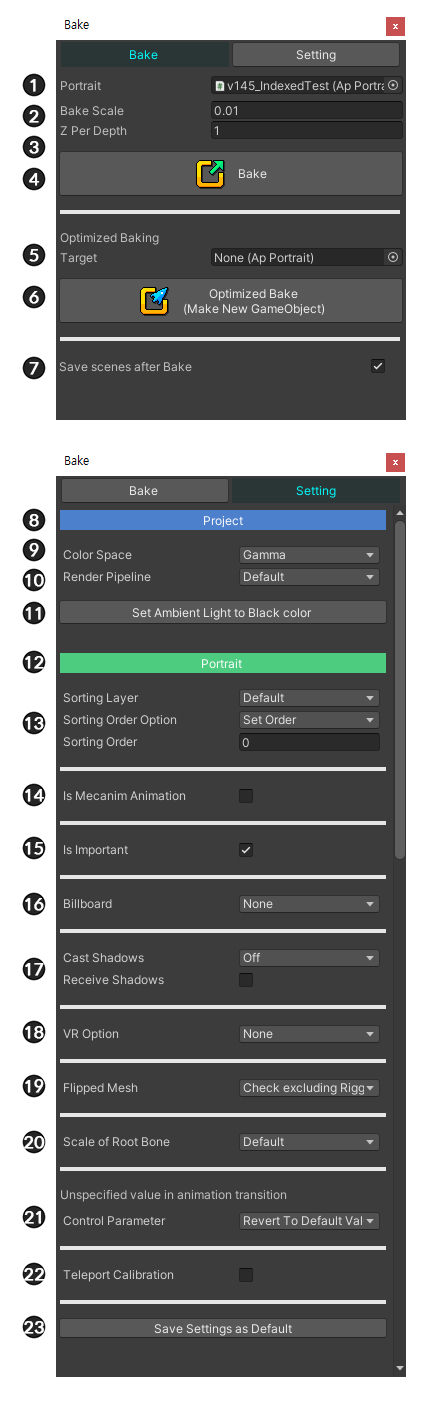 Bake
x
Bake Setting
1 Portrait # v145_IndexedTest (Ap Portra
2 Bake Scale 0.01
Z Per Depth 1
3
4 Bake
Optimized Baking
5 Target None (Ap Portrait)
6 Optimized Bake
(Make New GameObject)
7 Save scenes after Bake
Bake
x
Bake Setting
8 Project
9 Color Space Gamma
10 Render Pipeline Default
11 Set Ambient Light to Black color
12 Portrait
Sorting Layer Default
13 Sorting Order Option Set Order
Sorting Order 0
14 Is Mecanim Animation
15 Is Important
16 Billboard None
17 Cast Shadows Off
Receive Shadows
18 VR Option None
19 Flipped Mesh Check excluding Rigg
20 Scale of Root Bone Default
Unspecified value in animation transition
21 Control Parameter Revert To Default Val
22 Teleport Calibration
23 Save Settings as Default